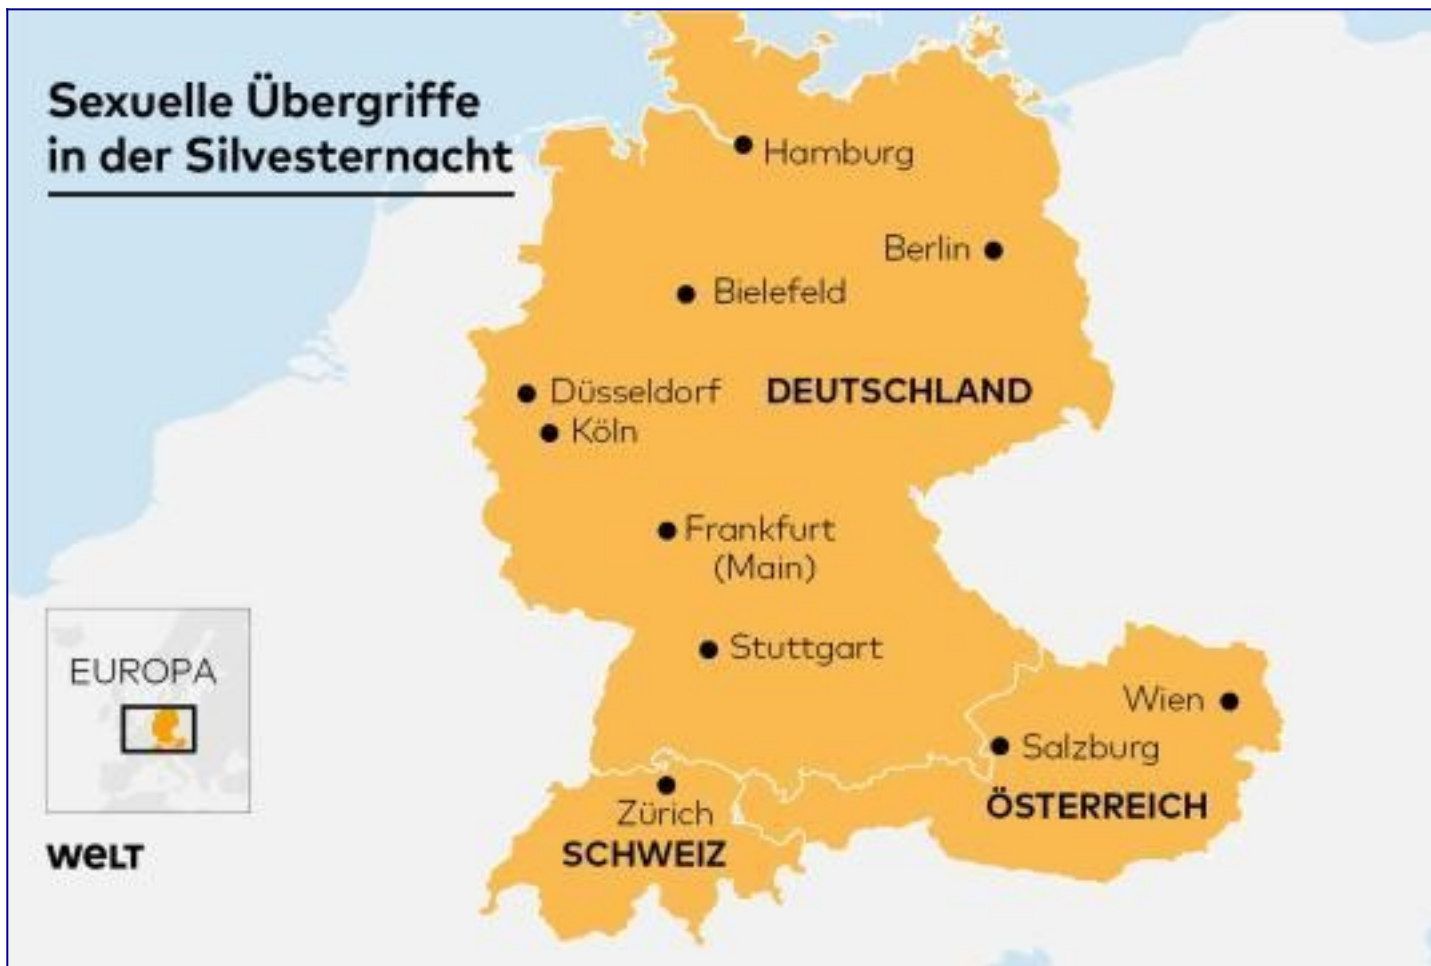 Sexuelle Übergriffe
in der Silvesternacht
Hamburg
Berlin
Bielefeld
Düsseldorf
DEUTSCHLAND
Köln
Frankfurt
(Main)
Stuttgart
EUROPA
Wien
Salzburg
Zürich
ÖSTERREICH
SCHWEIZ
WELT